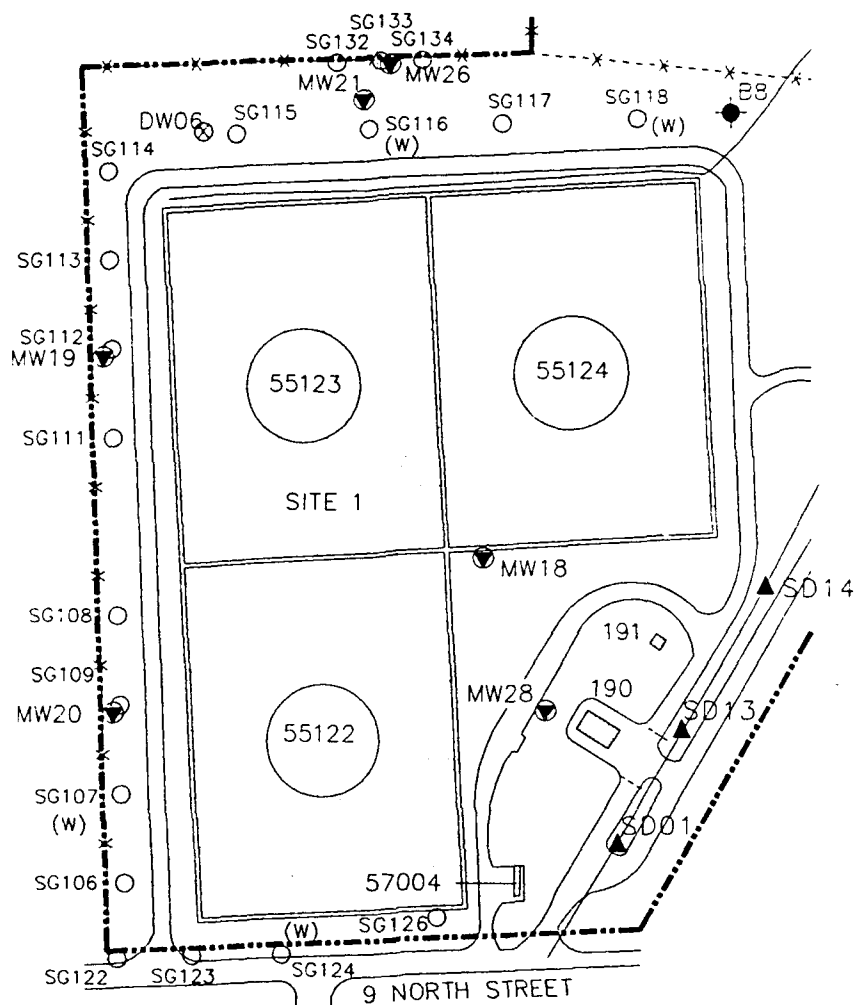 SG133
SG132
SG134
MW21
MW26
B8
DW06
SG115
SG116
(W)
SG117
SG118
(W)
SG114
SG113
SG112
MW19
55123
55124
SG111
SITE 1
MW18
SD14
SG108
191
SG109
MW20
MW28
190
SD13
55122
SG107
(W)
SD01
SG106
57004
SG126
(W)
SG122
SG123
SG124
9 NORTH STREET